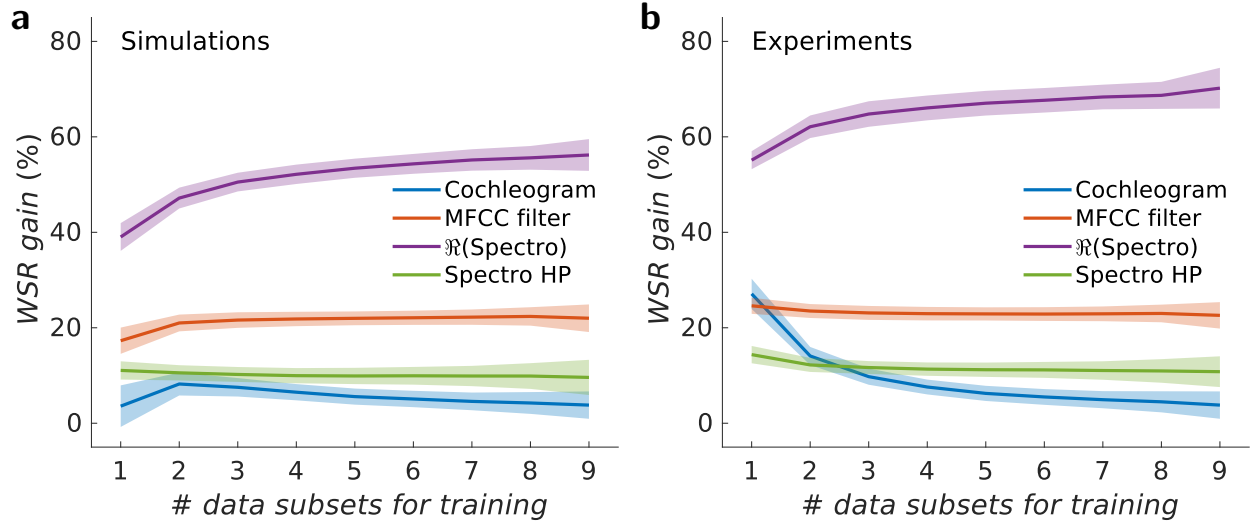 a
Simulations
WSR gain (%)
80
60
40
20
0
Cochleogram
MFCC filter
ℜ(Spectro)
Spectro HP
1 2 3 4 5 6 7 8 9
# data subsets for training
b
Experiments
WSR gain (%)
80
60
40
20
0
Cochleogram
MFCC filter
ℜ(Spectro)
Spectro HP
1 2 3 4 5 6 7 8 9
# data subsets for training